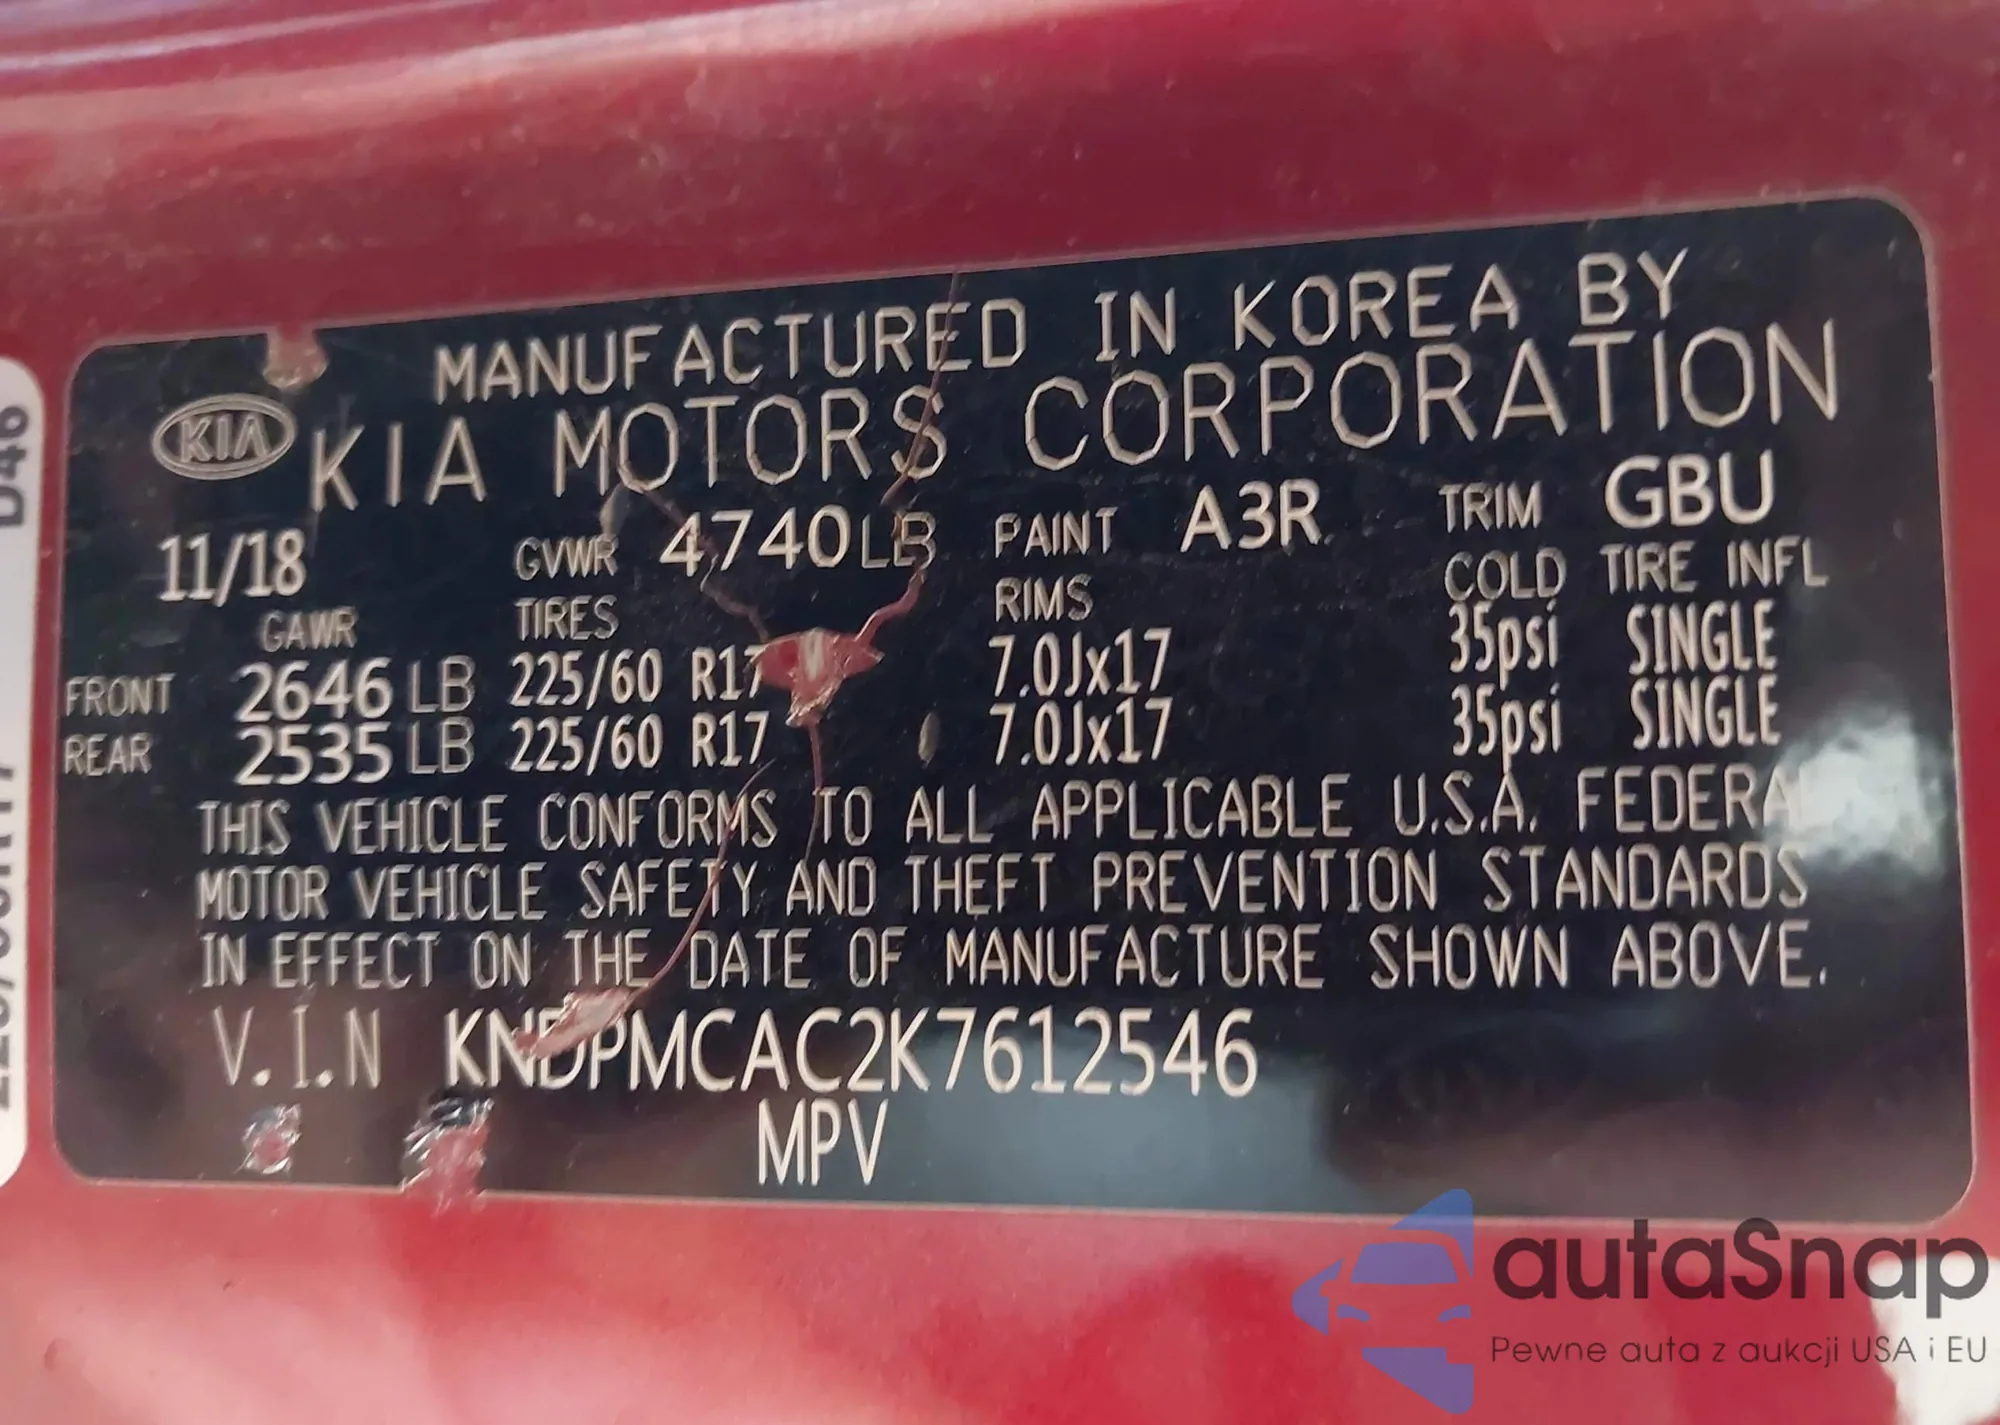 MANUFACTURED IN KOREA BY
KIA KIA MOTORS CORPORATION
11/18 GVWR 4740LB PAINT A3R TRIM GBU
GAWR TIRES RIMS COLD TIRE INFL
FRONT 2646 LB 225/60 R17 7.0Jx17 35psi SINGLE
REAR 2535 LB 225/60 R17 7.0Jx17 35psi SINGLE
THIS VEHICLE CONFORMS TO ALL APPLICABLE U.S.A. FEDERAL
MOTOR VEHICLE SAFETY AND THEFT PREVENTION STANDARDS
IN EFFECT ON THE DATE OF MANUFACTURE SHOWN ABOVE.
V.I.N KNDPMCAC2K7612546
MPV
D46
autaSnap
Pewne auta z aukcji USA i EU